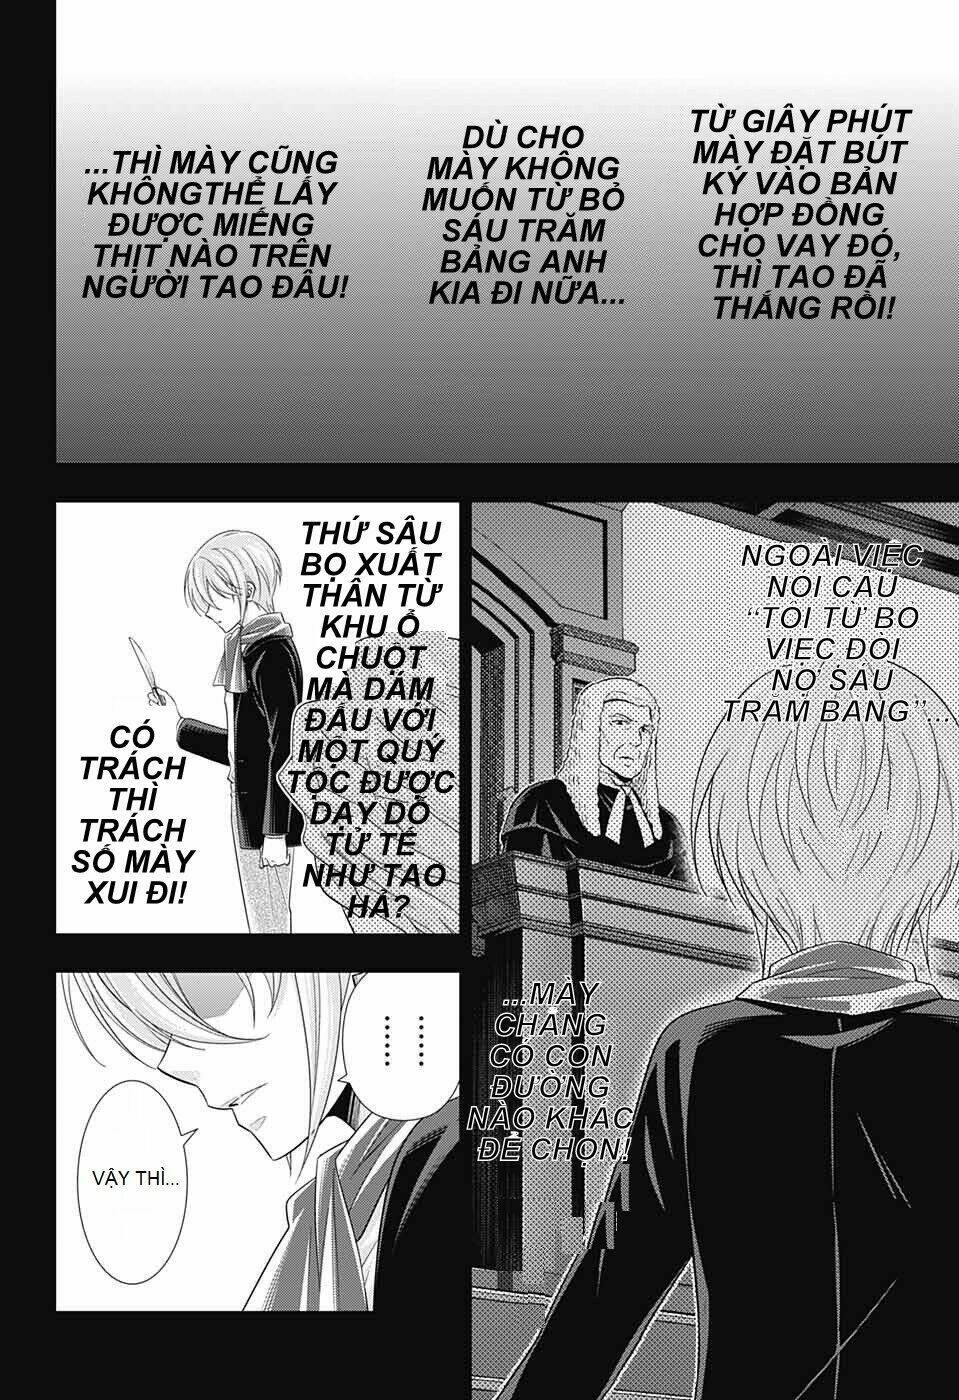 TỪ GIÂY PHÚT
MÀY ĐẶT BÚT
KÝ VÀO BẢN
HỢP ĐỒNG
CHO VAY ĐÓ,
THÌ TAO ĐÃ
THẮNG RỒI!
DÙ CHO
MÀY KHÔNG
MUỐN TỪ BỎ
SÁU TRĂM
BẢNG ANH
KIA ĐI NỮA...
...THÌ MÀY CŨNG
KHÔNGTHỂ LẤY
ĐƯỢC MIẾNG
THỊT NÀO TRÊN
NGƯỜI TAO ĐÂU!
NGOÀI VIỆC
NÓI CÂU
“TÔI TỪ BỎ
VIỆC ĐÒI
NỢ SÁU
TRĂM BẢNG”...
...MÀY
CHẲNG
CÓ CON
ĐƯỜNG
NÀO KHÁC
ĐỂ CHỌN!
THỨ SÂU
BỌ XUẤT
THÂN TỪ
KHU Ổ
CHUỘT
MÀ DÁM
ĐẤU VỚI
MỘT QUÝ
TỘC ĐƯỢC
DẠY DỖ
TỬ TẾ
NHƯ TAO
HẢ?
CÓ
TRÁCH
THÌ
TRÁCH
SỐ MÀY
XUI ĐI!
......
......
VẬY THÌ...